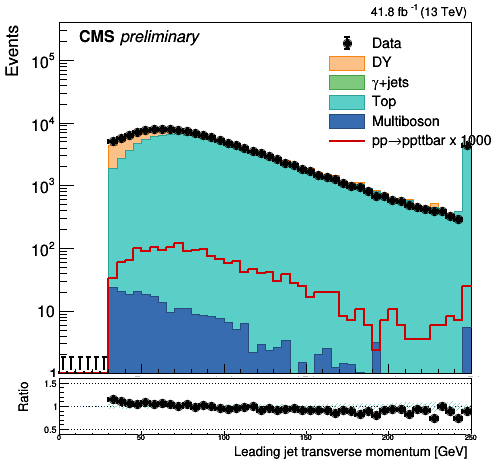 41.8 fb⁻¹ (13 TeV)
CMS preliminary
Events
Data
DY
γ+jets
Top
Multiboson
pp→ppttbar x 1000
10⁵
10⁴
10³
10²
10
1
Ratio
1.5
1
0.5
0 50 100 150 200 250
Leading jet transverse momentum [GeV]